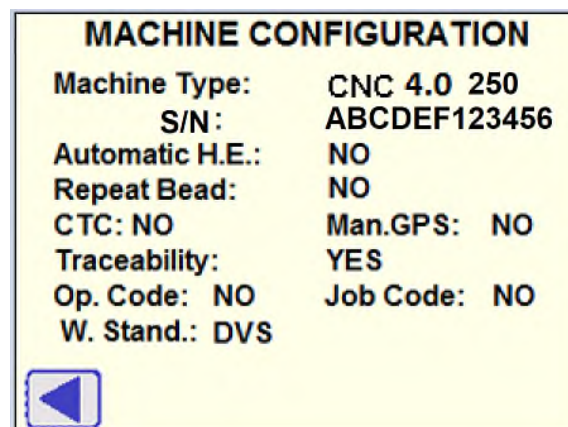 MACHINE CONFIGURATION
Machine Type: CNC 4.0 250
S/N: ABCDEF123456
Automatic H.E.: NO
Repeat Bead: NO
CTC: NO Man.GPS: NO
Traceability: YES
Op. Code: NO Job Code: NO
W. Stand.: DVS